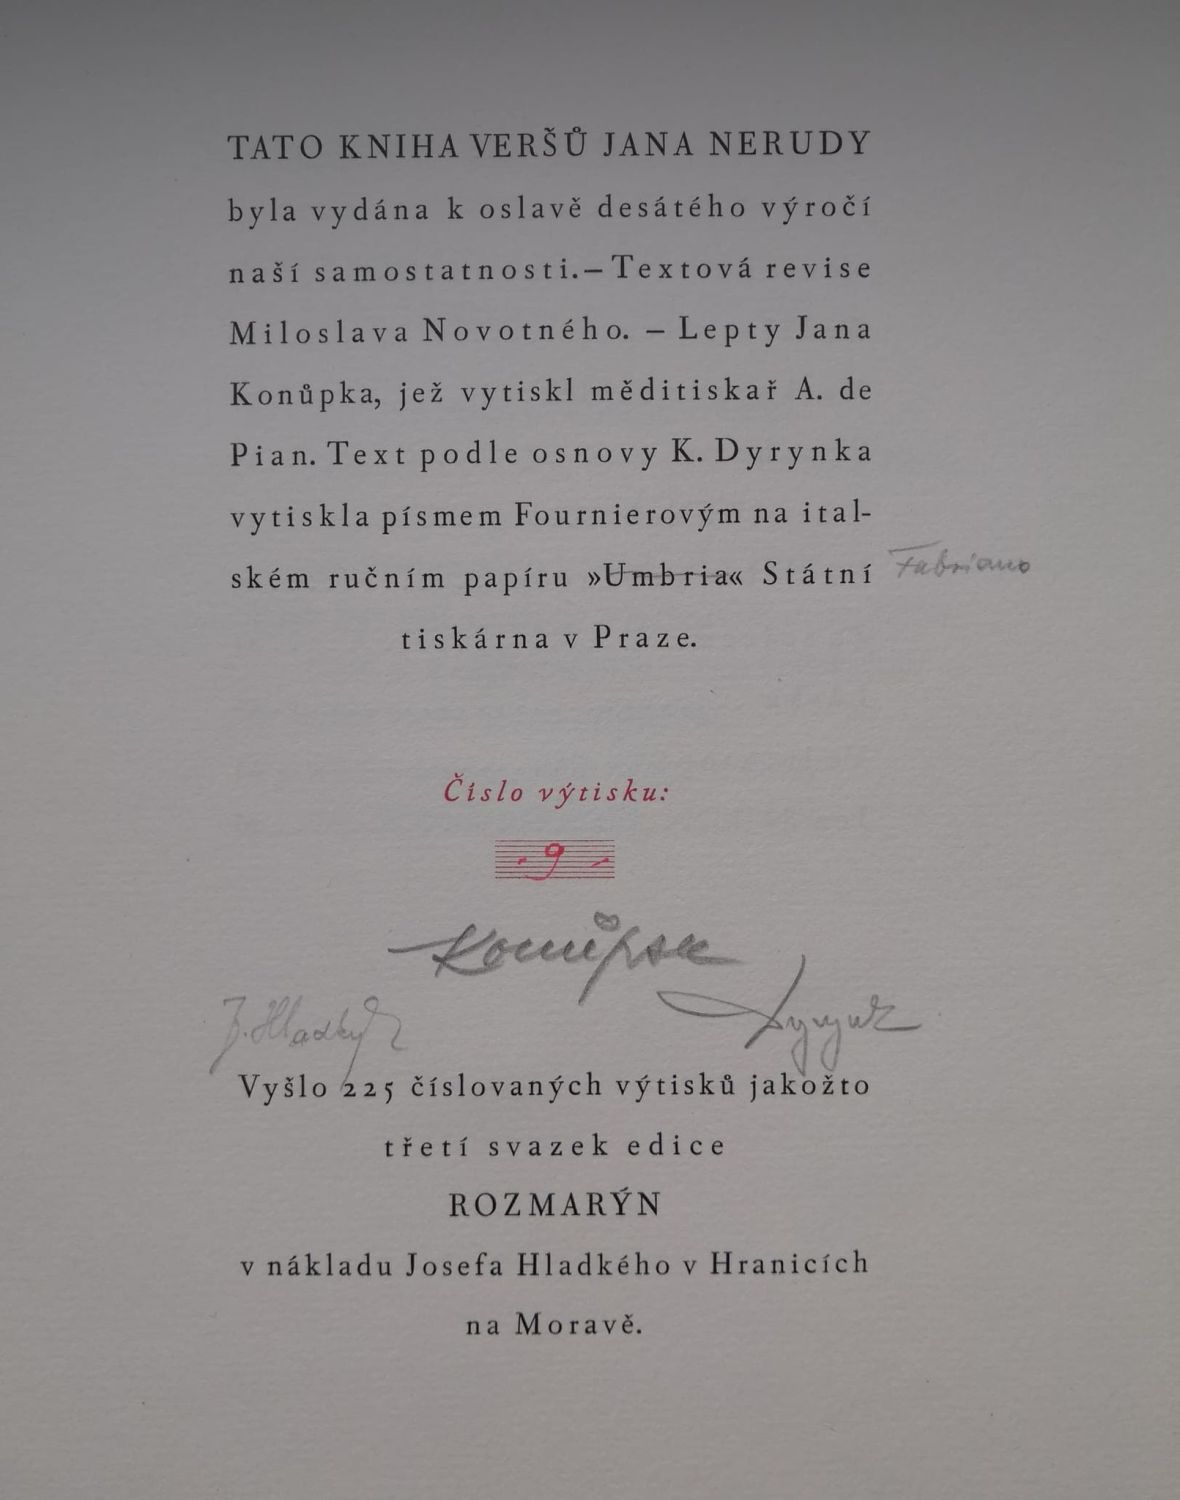 TATO KNIHA VERŠŮ JANA NERUDY
byla vydána k oslavě desátého výročí
naší samostatnosti. – Textová revise
Miloslava Novotného. – Lepty Jana
Konůpka, jež vytiskl měditiskař A. de
Pian. Text podle osnovy K. Dyrynka
vytiskla písmem Fournierovým na ital-
ském ručním papíru »Umbria« Státní Fabriano
tiskárna v Praze.
Číslo výtisku:
· 9 -
Konůpek
J. Hladký
Dyrynk
Vyšlo 225 číslovaných výtisků jakožto
třetí svazek edice
ROZMARÝN
v nákladu Josefa Hladkého v Hranicích
na Moravě.